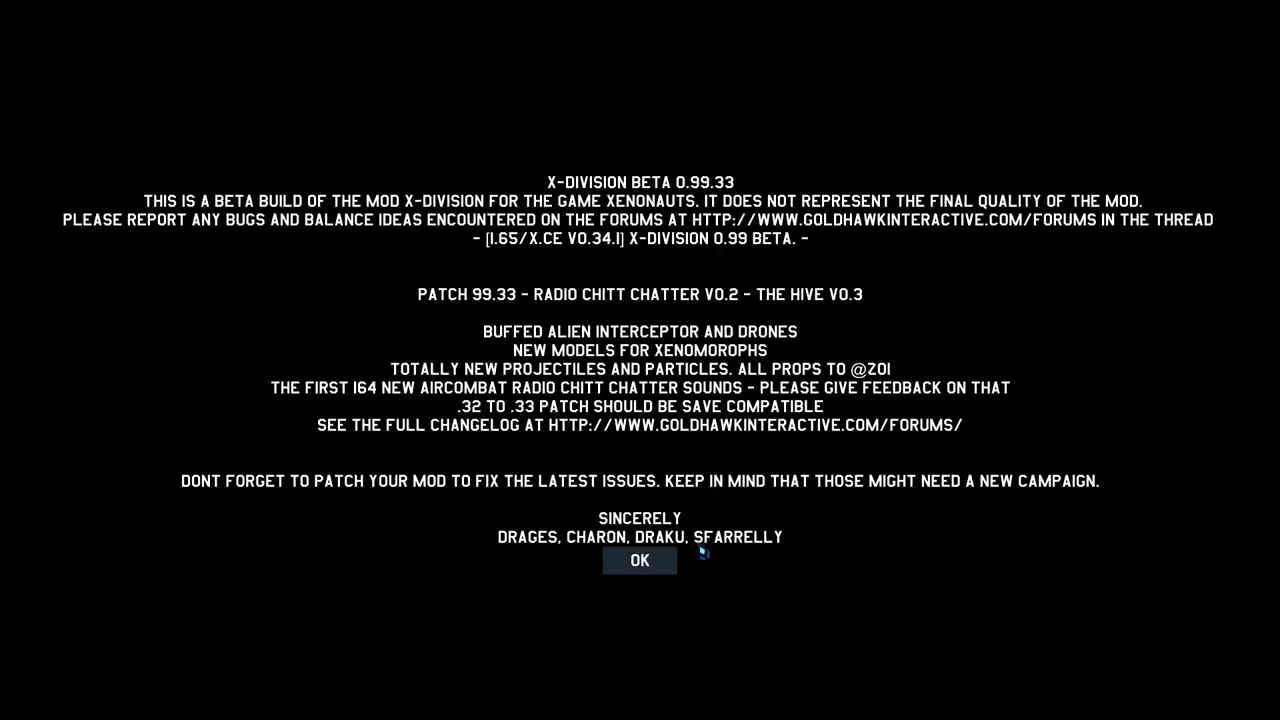 X-DIVISION BETA 0.99.33
THIS IS A BETA BUILD OF THE MOD X-DIVISION FOR THE GAME XENONAUTS. IT DOES NOT REPRESENT THE FINAL QUALITY OF THE MOD.
PLEASE REPORT ANY BUGS AND BALANCE IDEAS ENCOUNTERED ON THE FORUMS AT HTTP://WWW.GOLDHAWKINTERACTIVE.COM/FORUMS IN THE THREAD
- [1.65/X.CE V0.34.1] X-DIVISION 0.99 BETA. -
PATCH 99.33 - RADIO CHITT CHATTER V0.2 - THE HIVE V0.3
BUFFED ALIEN INTERCEPTOR AND DRONES
NEW MODELS FOR XENOMOROPHS
TOTALLY NEW PROJECTILES AND PARTICLES. ALL PROPS TO @ZOI
THE FIRST 164 NEW AIRCOMBAT RADIO CHITT CHATTER SOUNDS - PLEASE GIVE FEEDBACK ON THAT
.32 TO .33 PATCH SHOULD BE SAVE COMPATIBLE
SEE THE FULL CHANGELOG AT HTTP://WWW.GOLDHAWKINTERACTIVE.COM/FORUMS/
DONT FORGET TO PATCH YOUR MOD TO FIX THE LATEST ISSUES. KEEP IN MIND THAT THOSE MIGHT NEED A NEW CAMPAIGN.
SINCERELY
DRAGES, CHARON, DRAKU, SFARRELLY
OK